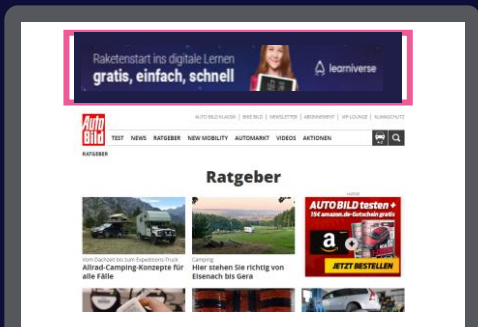 Raketenstart ins digitale Lernen
gratis, einfach, schnell
learniverse
Auto
Bild
AUTO BILD KLASSIK | BIKE BILD | NEWSLETTER | ABONNEMENT | VIP-LOUNGE | KLIMASCHUTZ
TEST NEWS RATGEBER NEW MOBILITY AUTOMARKT VIDEOS AKTIONEN
RATGEBER
Ratgeber
ANZEIGE
AUTO BILD testen +
15€ amazon.de-Gutschein gratis
a +
JETZT BESTELLEN
Vom Dachzelt bis zum Expeditions-Truck
Allrad-Camping-Konzepte für
alle Fälle
Camping
Hier stehen Sie richtig von
Eisenach bis Gera